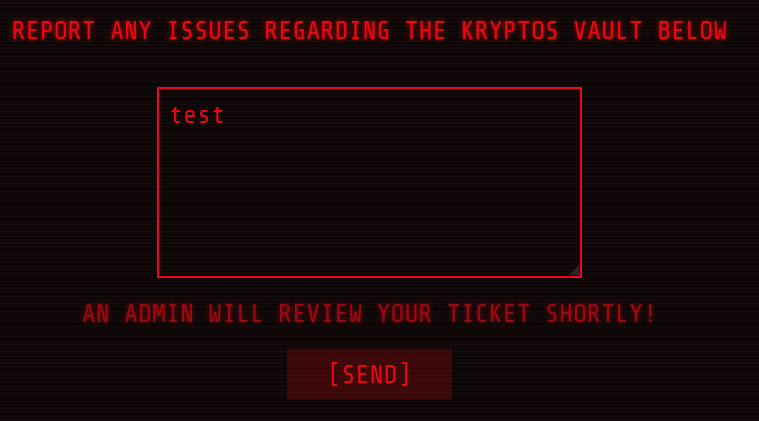 REPORT ANY ISSUES REGARDING THE KRYPTOS VAULT BELOW
test
AN ADMIN WILL REVIEW YOUR TICKET SHORTLY!
[SEND]